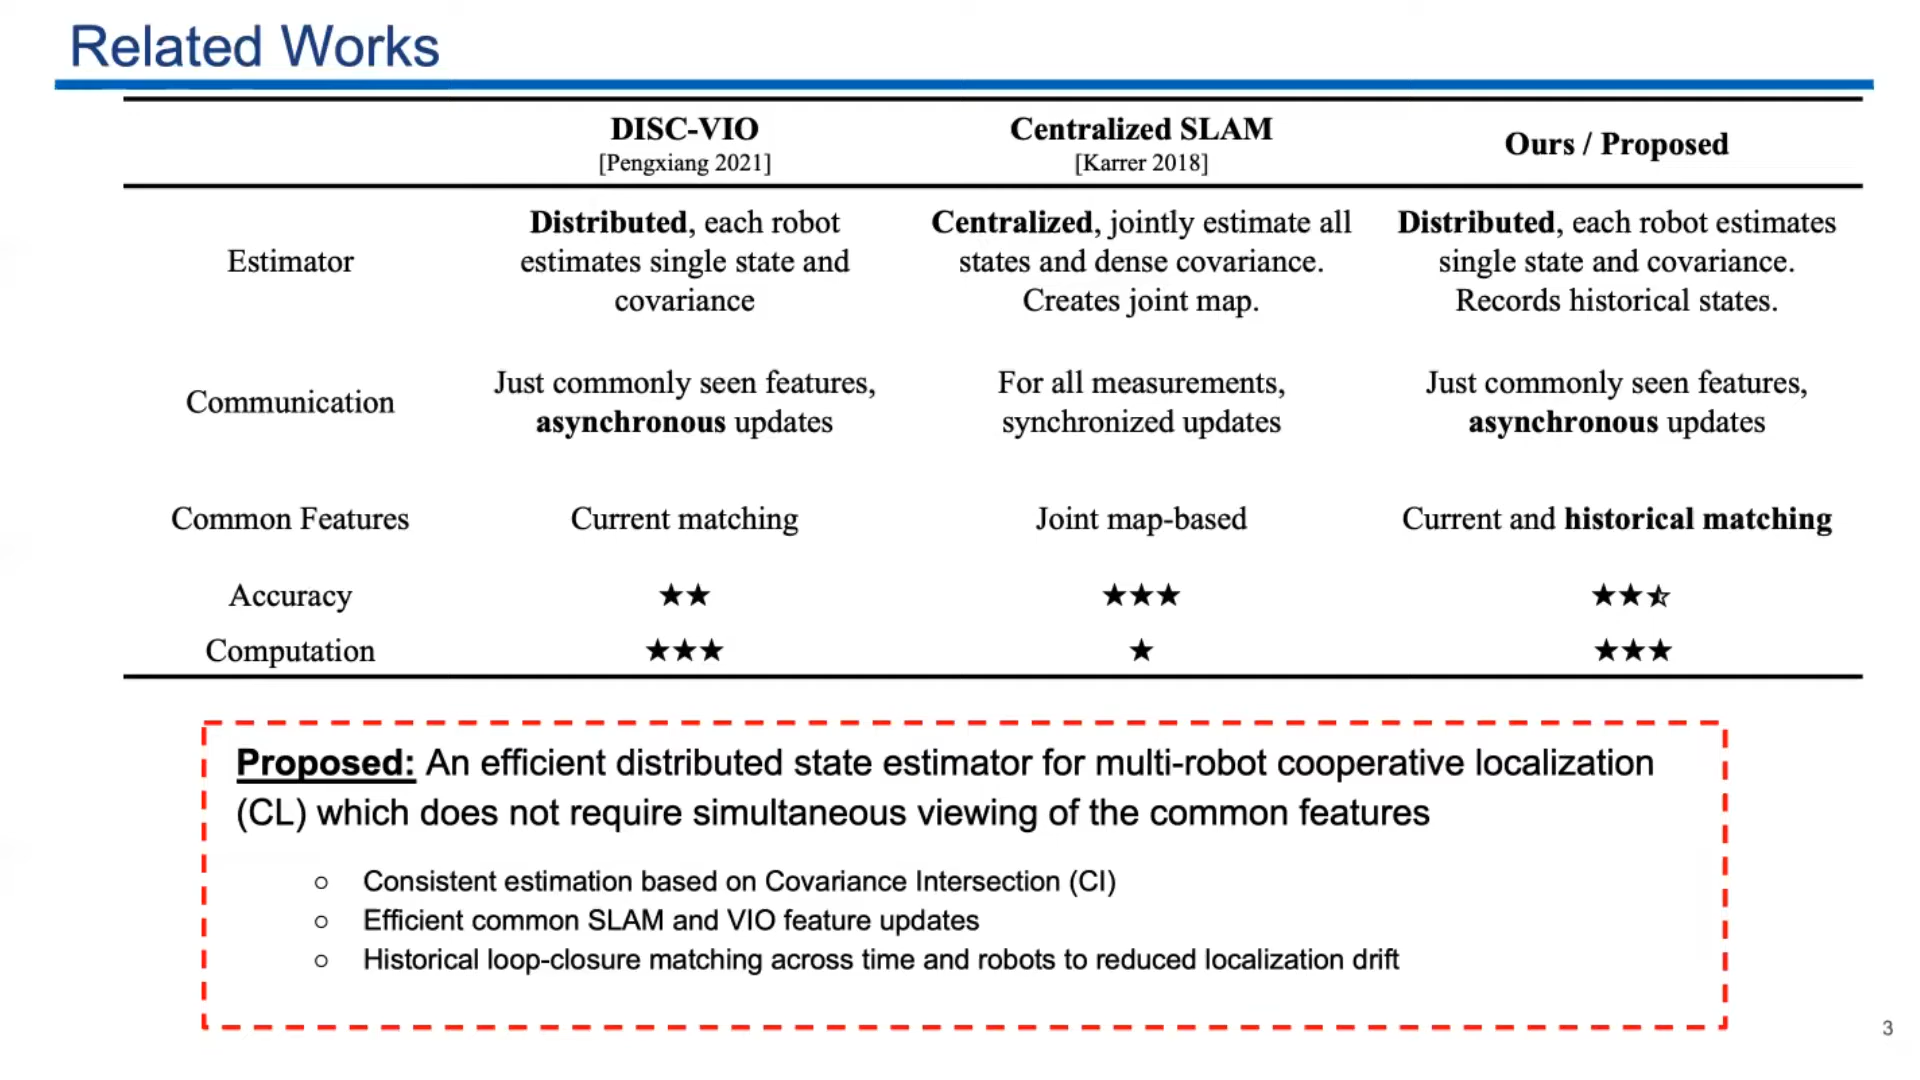 Related Works
DISC-VIO
[Pengxiang 2021]
Centralized SLAM
[Karrer 2018]
Ours / Proposed
Estimator
Distributed, each robot
estimates single state and
covariance
Centralized, jointly estimate all
states and dense covariance.
Creates joint map.
Distributed, each robot estimates
single state and covariance.
Records historical states.
Communication
Just commonly seen features,
asynchronous updates
For all measurements,
synchronized updates
Just commonly seen features,
asynchronous updates
Common Features
Current matching
Joint map-based
Current and historical matching
Accuracy
★★
★★★
★★⯪
Computation
★★★
★
★★★
Proposed: An efficient distributed state estimator for multi-robot cooperative localization
(CL) which does not require simultaneous viewing of the common features
○ Consistent estimation based on Covariance Intersection (CI)
○ Efficient common SLAM and VIO feature updates
○ Historical loop-closure matching across time and robots to reduced localization drift
3